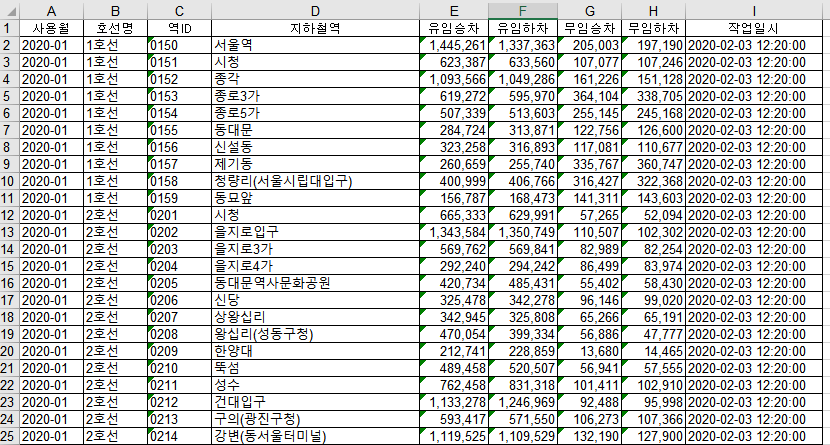 A B C D E F G H I
1 사용월 호선명 역ID 지하철역 유임승차 유임하차 무임승차 무임하차 작업일시
2 2020-01 1호선 0150 서울역 1,445,261 1,337,363 205,003 197,190 2020-02-03 12:20:00
3 2020-01 1호선 0151 시청 623,387 633,560 107,077 107,246 2020-02-03 12:20:00
4 2020-01 1호선 0152 종각 1,093,566 1,049,286 161,226 151,128 2020-02-03 12:20:00
5 2020-01 1호선 0153 종로3가 619,272 595,970 364,104 338,705 2020-02-03 12:20:00
6 2020-01 1호선 0154 종로5가 507,339 513,603 255,145 245,168 2020-02-03 12:20:00
7 2020-01 1호선 0155 동대문 284,724 313,871 122,756 126,600 2020-02-03 12:20:00
8 2020-01 1호선 0156 신설동 323,258 316,893 117,081 110,677 2020-02-03 12:20:00
9 2020-01 1호선 0157 제기동 260,659 255,740 335,767 360,747 2020-02-03 12:20:00
10 2020-01 1호선 0158 청량리(서울시립대입구) 400,999 406,766 316,427 322,368 2020-02-03 12:20:00
11 2020-01 1호선 0159 동묘앞 156,787 168,473 141,311 143,603 2020-02-03 12:20:00
12 2020-01 2호선 0201 시청 665,333 629,991 57,265 52,094 2020-02-03 12:20:00
13 2020-01 2호선 0202 을지로입구 1,343,584 1,350,749 110,507 102,302 2020-02-03 12:20:00
14 2020-01 2호선 0203 을지로3가 569,762 569,841 82,989 82,254 2020-02-03 12:20:00
15 2020-01 2호선 0204 을지로4가 292,240 294,242 86,499 83,974 2020-02-03 12:20:00
16 2020-01 2호선 0205 동대문역사문화공원 420,734 485,431 55,402 58,430 2020-02-03 12:20:00
17 2020-01 2호선 0206 신당 325,478 342,278 96,146 99,020 2020-02-03 12:20:00
18 2020-01 2호선 0207 상왕십리 342,945 325,808 65,266 65,191 2020-02-03 12:20:00
19 2020-01 2호선 0208 왕십리(성동구청) 470,054 399,334 56,886 47,777 2020-02-03 12:20:00
20 2020-01 2호선 0209 한양대 212,741 228,859 13,680 14,465 2020-02-03 12:20:00
21 2020-01 2호선 0210 뚝섬 489,458 520,507 56,941 57,555 2020-02-03 12:20:00
22 2020-01 2호선 0211 성수 762,458 831,318 101,411 102,910 2020-02-03 12:20:00
23 2020-01 2호선 0212 건대입구 1,133,278 1,246,969 92,488 95,998 2020-02-03 12:20:00
24 2020-01 2호선 0213 구의(광진구청) 593,417 571,550 106,273 107,366 2020-02-03 12:20:00
25 2020-01 2호선 0214 강변(동서울터미널) 1,119,525 1,109,529 132,190 127,900 2020-02-03 12:20:00